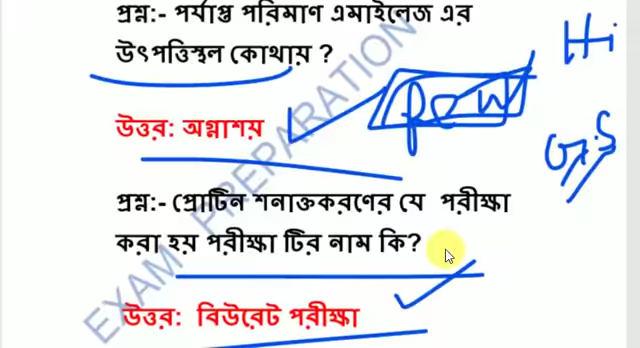 প্রশ্ন:- পর্যাপ্ত পরিমাণ এমাইলেজ এর
উৎপত্তিস্থল কোথায় ?
Hi
উত্তর: অগ্নাশয়
G.S
প্রশ্ন:- প্রোটিন শনাক্তকরণের যে পরীক্ষা
করা হয় পরীক্ষা টির নাম কি?
উত্তর: বিউরেট পরীক্ষা
EXAM PREPARATION